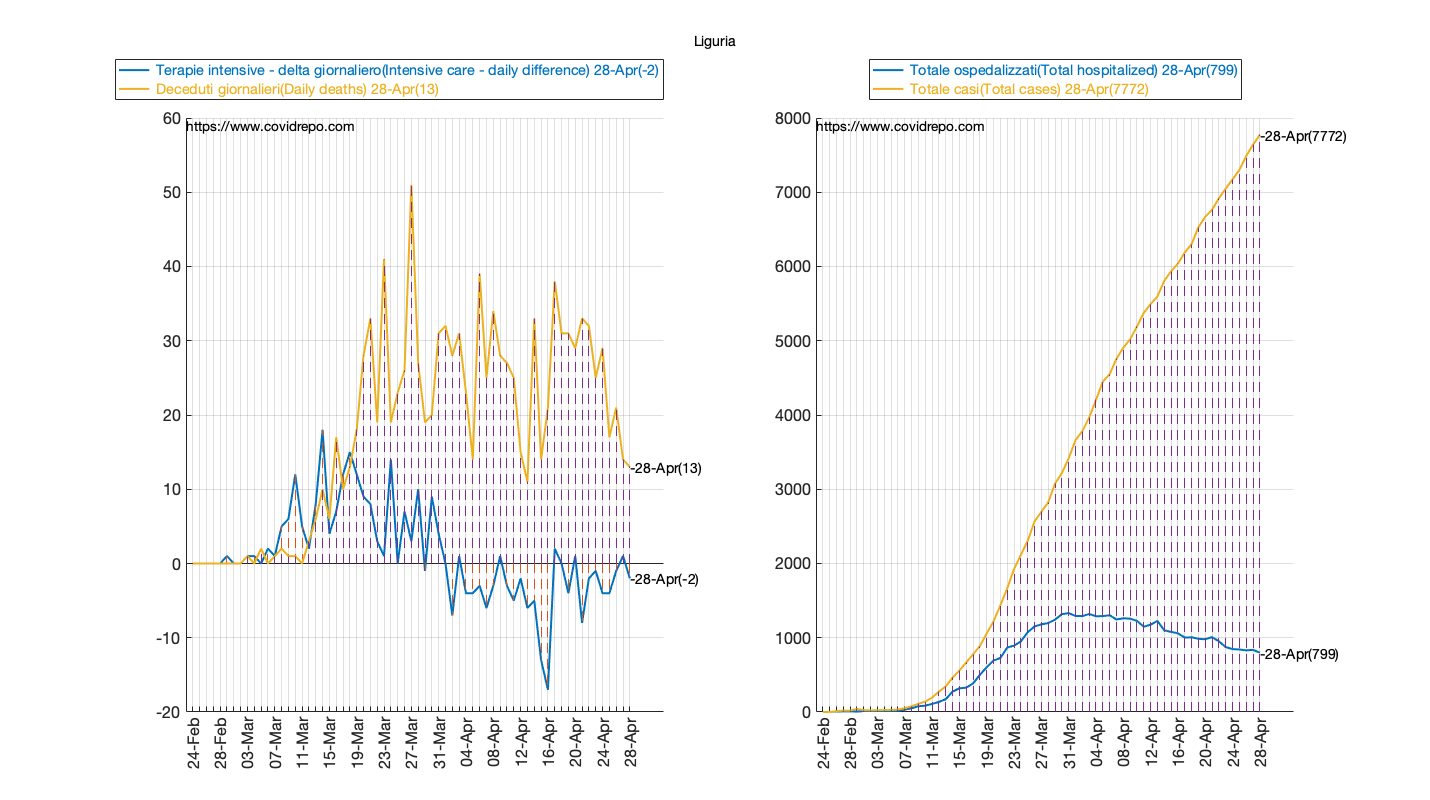 Liguria
Terapie intensive - delta giornaliero(Intensive care - daily difference) 28-Apr(-2)
Deceduti giornalieri(Daily deaths) 28-Apr(13)
https://www.covidrepo.com
60
50
40
30
20
10
0
-10
-20
-28-Apr(13)
-28-Apr(-2)
24-Feb
28-Feb
03-Mar
07-Mar
11-Mar
15-Mar
19-Mar
23-Mar
27-Mar
31-Mar
04-Apr
08-Apr
12-Apr
16-Apr
20-Apr
24-Apr
28-Apr
Totale ospedalizzati(Total hospitalized) 28-Apr(799)
Totale casi(Total cases) 28-Apr(7772)
https://www.covidrepo.com
8000
7000
6000
5000
4000
3000
2000
1000
0
-28-Apr(7772)
-28-Apr(799)
24-Feb
28-Feb
03-Mar
07-Mar
11-Mar
15-Mar
19-Mar
23-Mar
27-Mar
31-Mar
04-Apr
08-Apr
12-Apr
16-Apr
20-Apr
24-Apr
28-Apr